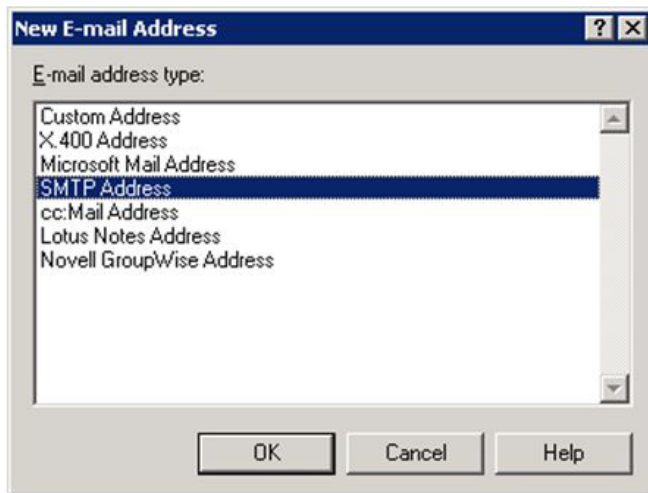 New E-mail Address
E-mail address type:
Custom Address
X.400 Address
Microsoft Mail Address
SMTP Address
cc:Mail Address
Lotus Notes Address
Novell GroupWise Address
OK Cancel Help